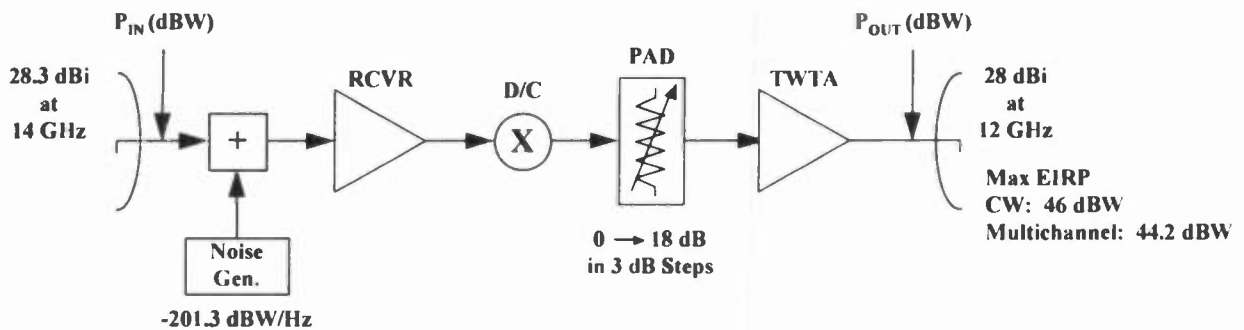 P_IN (dBW)
28.3 dBi
at
14 GHz
+
Noise
Gen.
-201.3 dBW/Hz
RCVR
D/C
X
PAD
0 → 18 dB
in 3 dB Steps
TWTA
P_OUT (dBW)
28 dBi
at
12 GHz
Max EIRP
CW: 46 dBW
Multichannel: 44.2 dBW